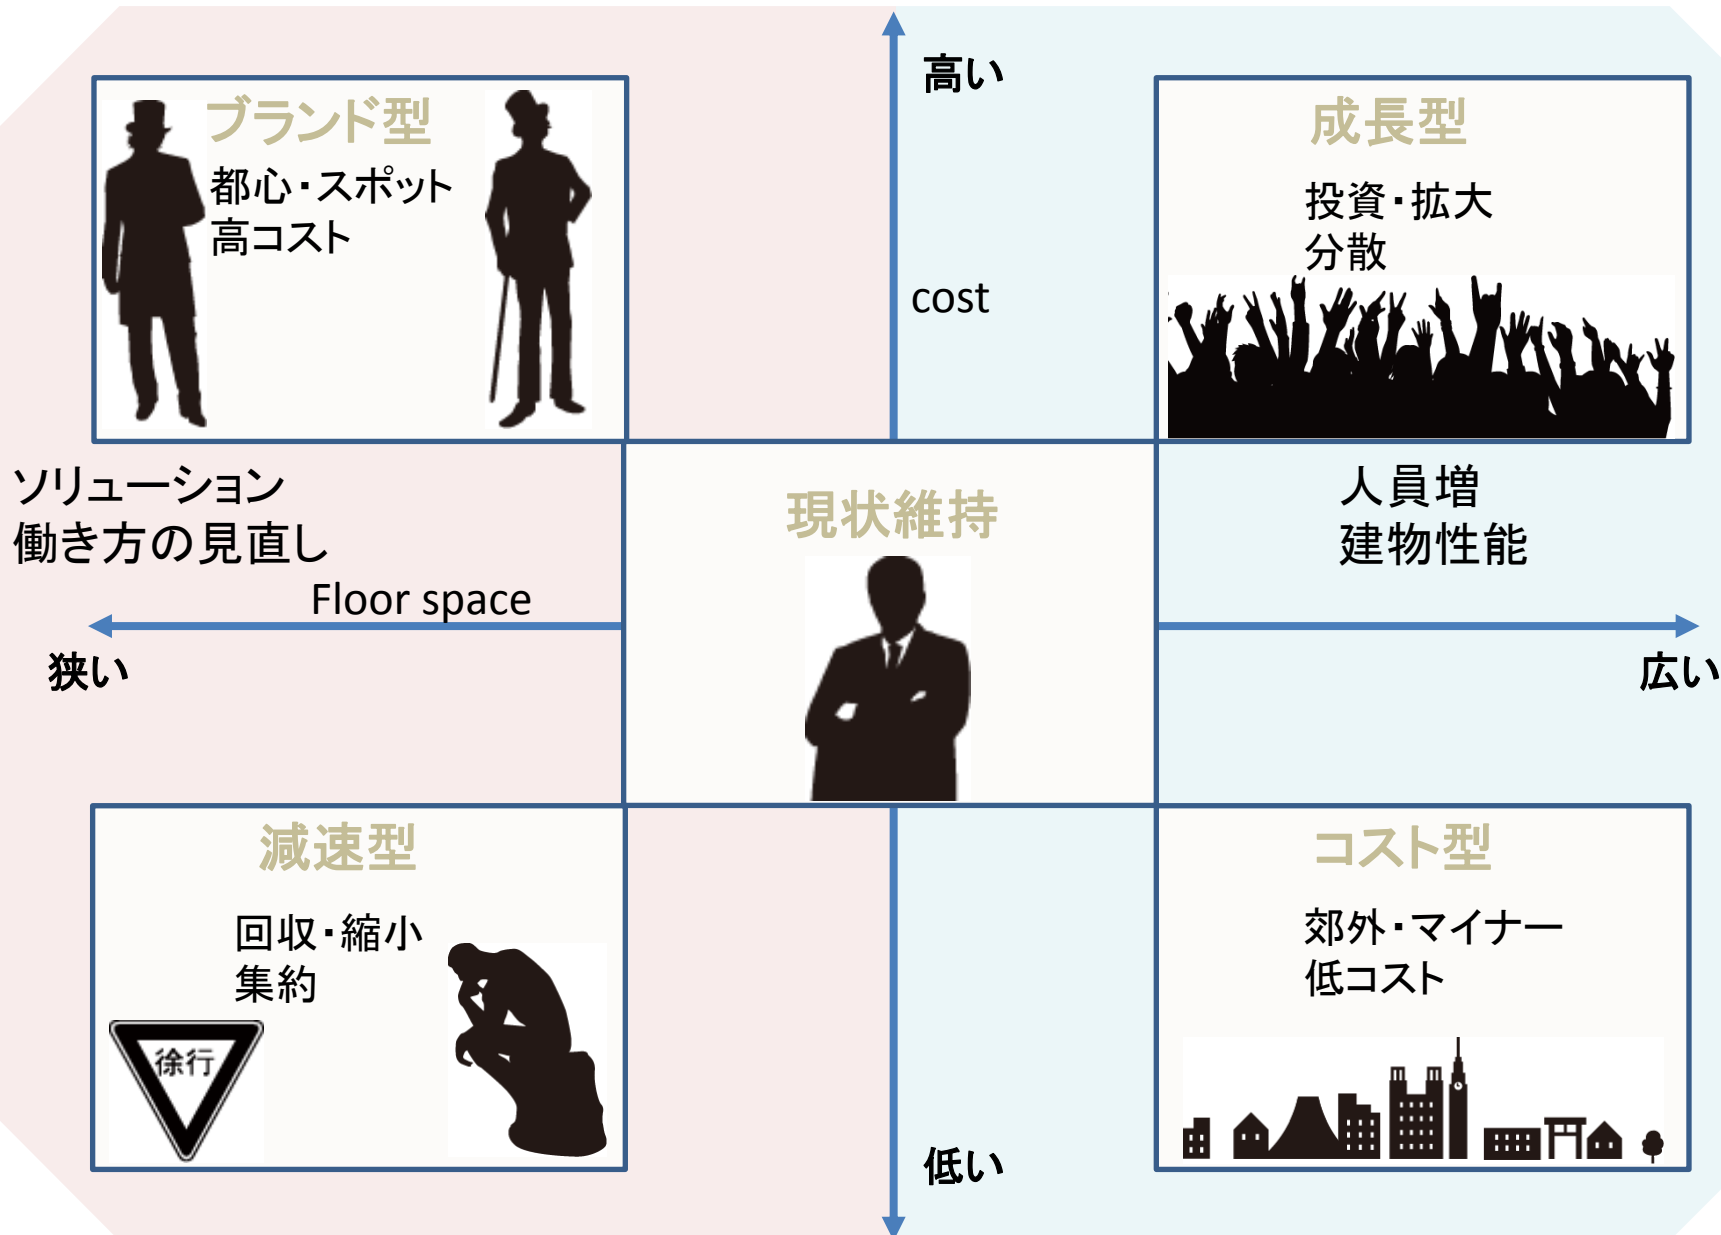 高い
ブランド型
都心・スポット
高コスト
成長型
投資・拡大
分散
cost
ソリューション
働き方の見直し
Floor space
狭い
現状維持
人員増
建物性能
広い
減速型
回収・縮小
集約
徐行
コスト型
郊外・マイナー
低コスト
低い